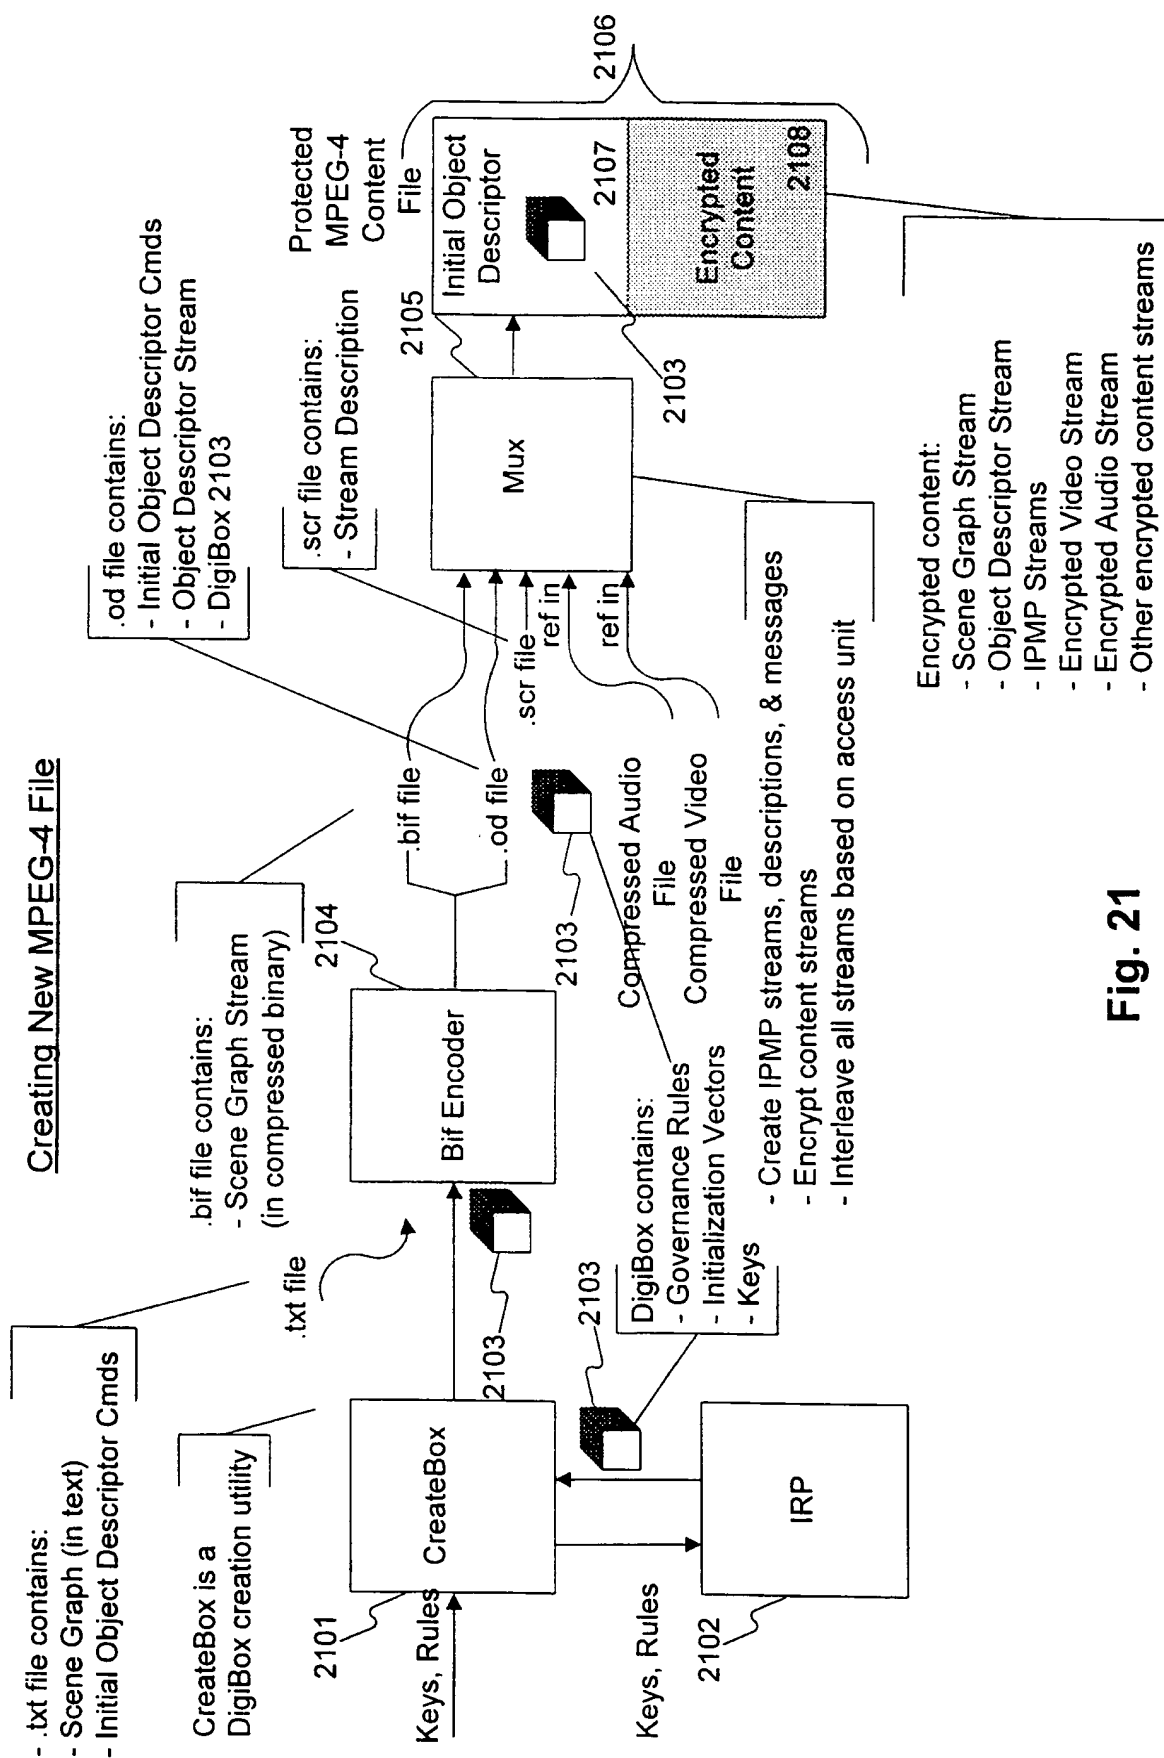 Creating New MPEG-4 File
- .txt file contains:
- Scene Graph (in text)
- Initial Object Descriptor Cmds
CreateBox is a
DigiBox creation utility
.txt file
.bif file contains:
- Scene Graph Stream
(in compressed binary)
.od file contains:
- Initial Object Descriptor Cmds
- Object Descriptor Stream
- DigiBox 2103
.scr file contains:
- Stream Description
Protected
MPEG-4
Content
File
2101
Keys, Rules
CreateBox
2103
2104
Bif Encoder
.bif file
.od file
2103
.scr file
ref in
ref in
Mux
2105
Initial Object
Descriptor
2107
2103
Encrypted
Content
2108
2106
Keys, Rules
2102
IRP
2103
DigiBox contains:
- Governance Rules
- Initialization Vectors
- Keys
Compressed Audio
File
Compressed Video
File
- Create IPMP streams, descriptions, & messages
- Encrypt content streams
- Interleave all streams based on access unit
Encrypted content:
- Scene Graph Stream
- Object Descriptor Stream
- IPMP Streams
- Encrypted Video Stream
- Encrypted Audio Stream
- Other encrypted content streams
Fig. 21